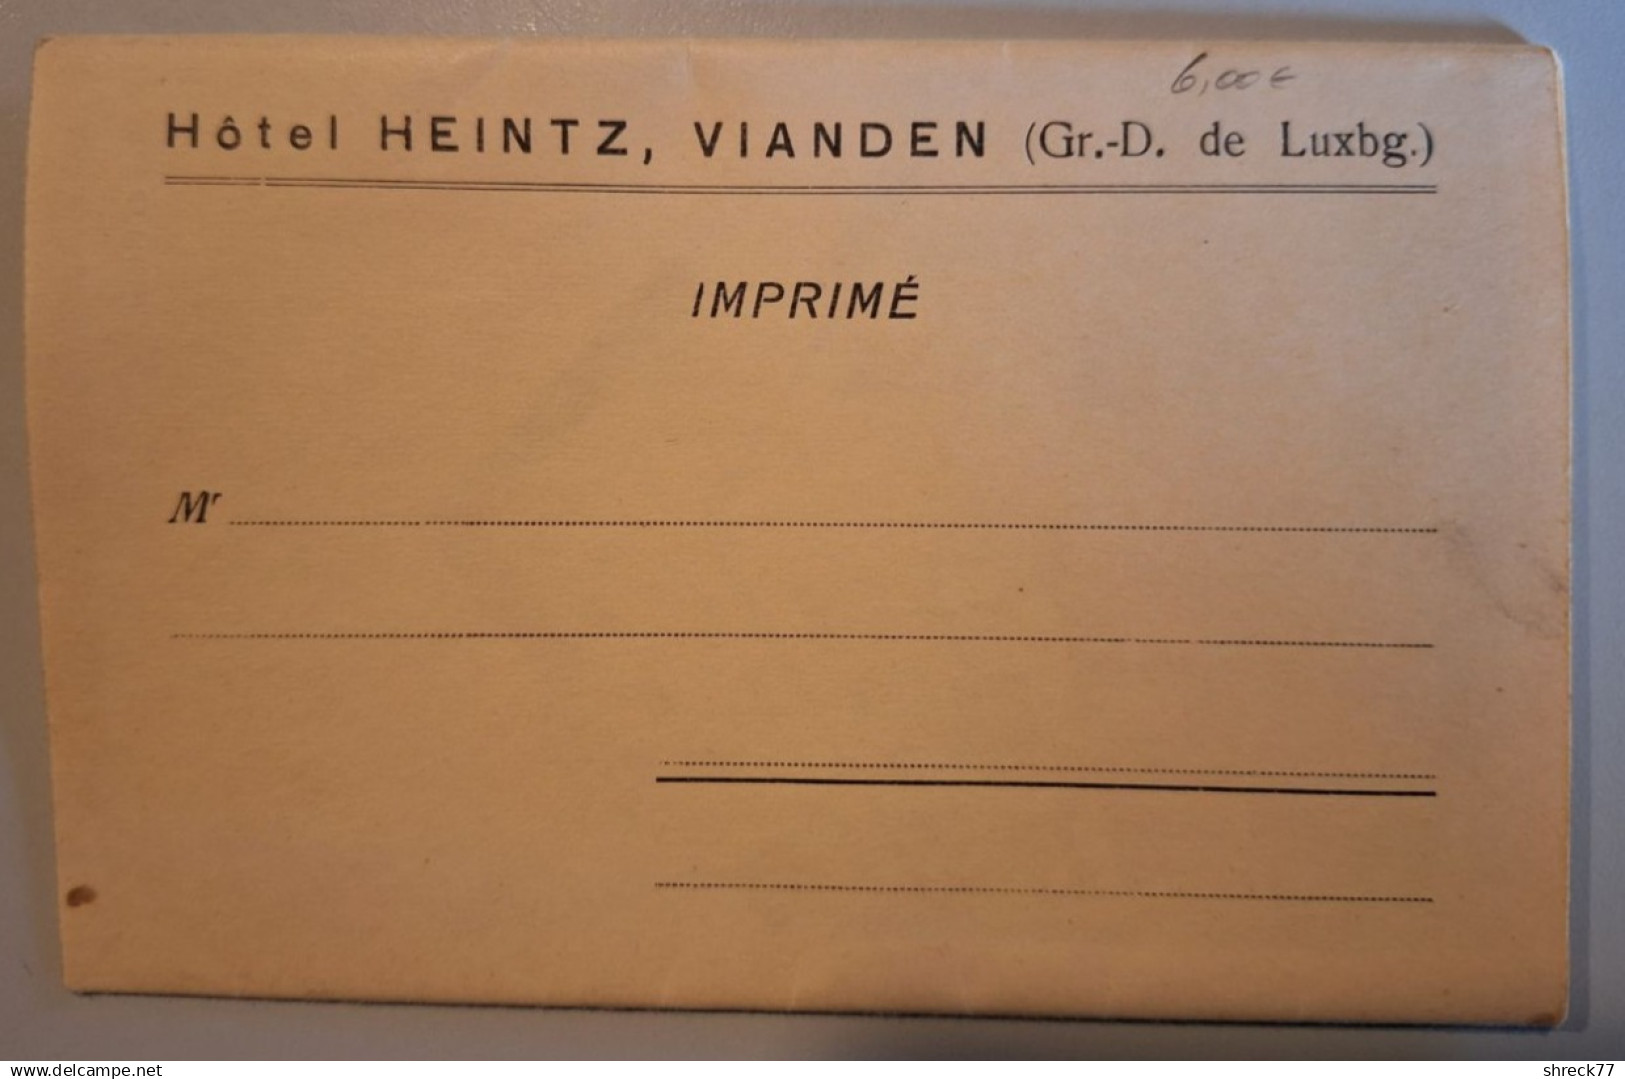 6,00€
Hôtel HEINTZ, VIANDEN (Gr.-D. de Luxbg.)
IMPRIMÉ
Mr
www.delcampe.net
shreck77